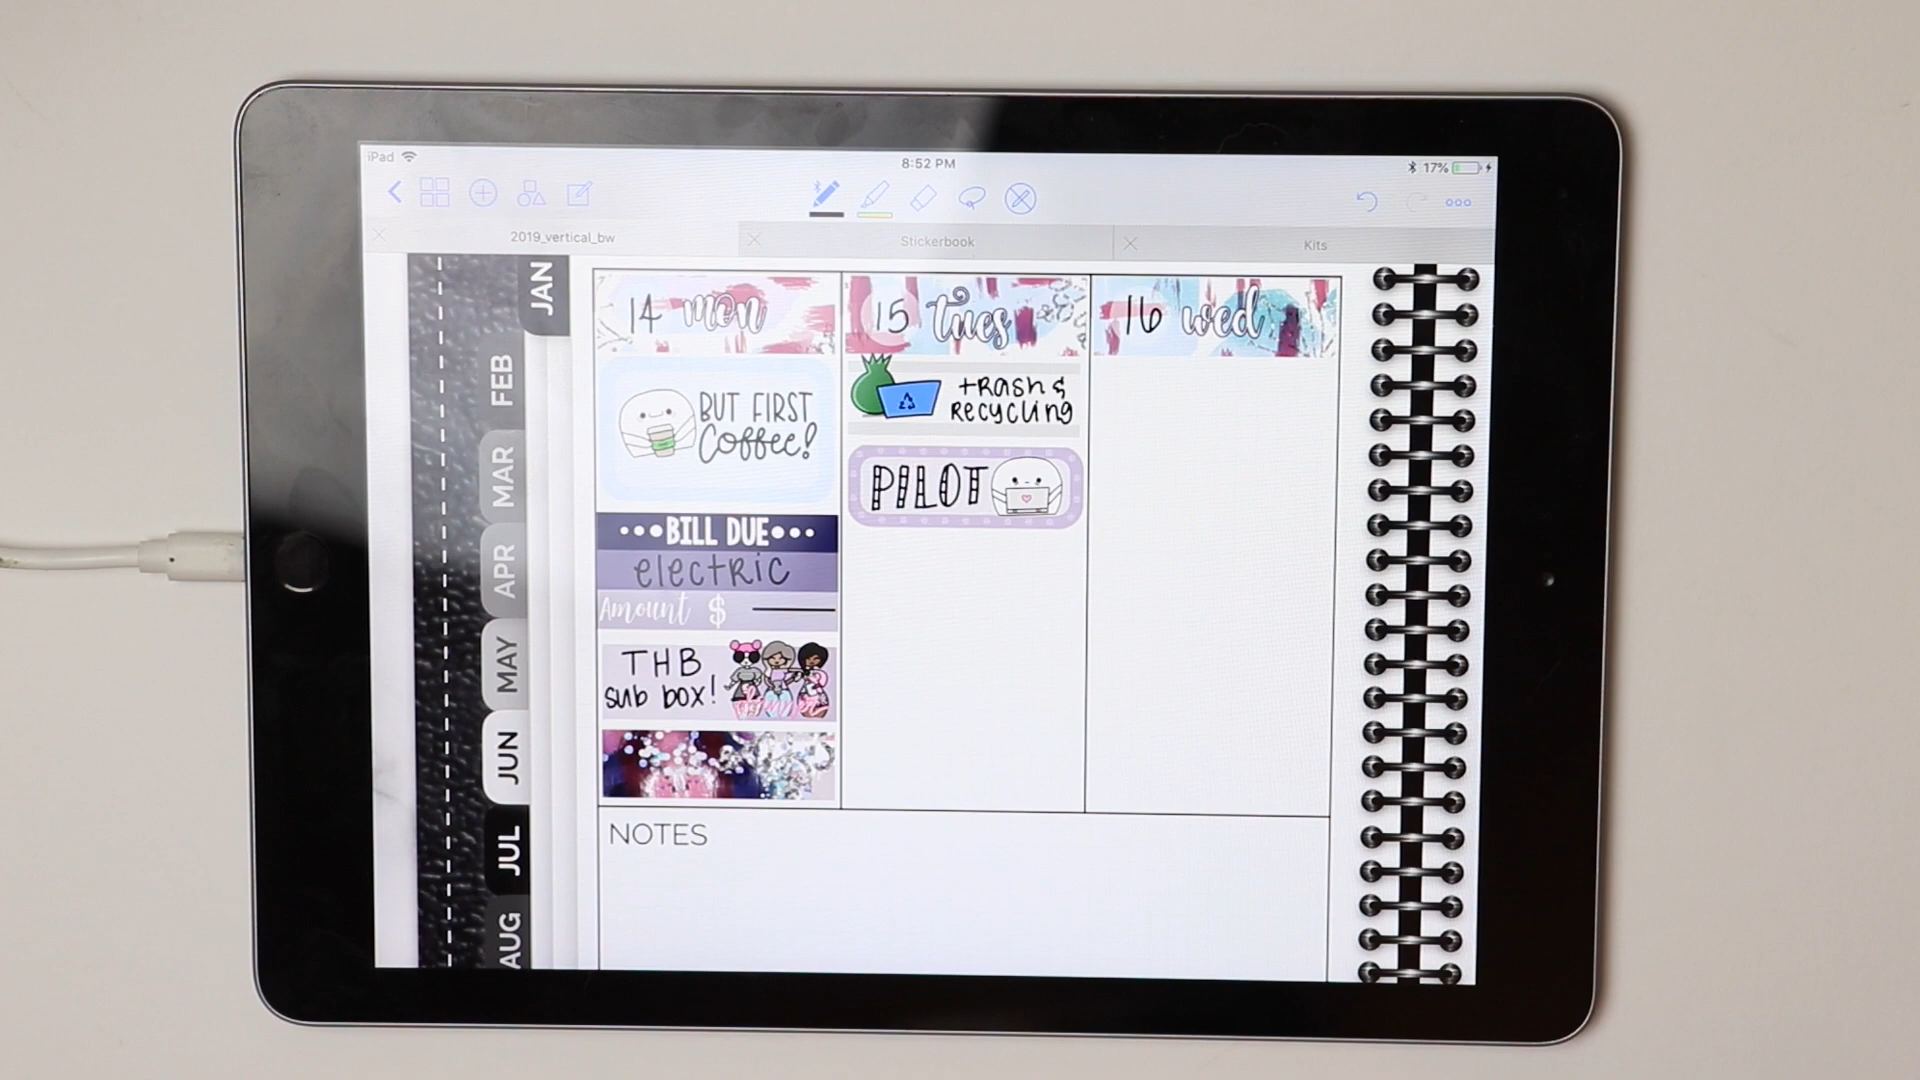 iPad
8:52 PM
17%
2019_vertical_bw
Stickerbook
Kits
JAN
FEB
MAR
APR
MAY
JUN
JUL
AUG
14 mon
15 tues
16 wed
BUT FIRST
Coffee!
BILL DUE
electric
Amount $
THB
sub box!
tRash &
Recycling
PILOT
NOTES